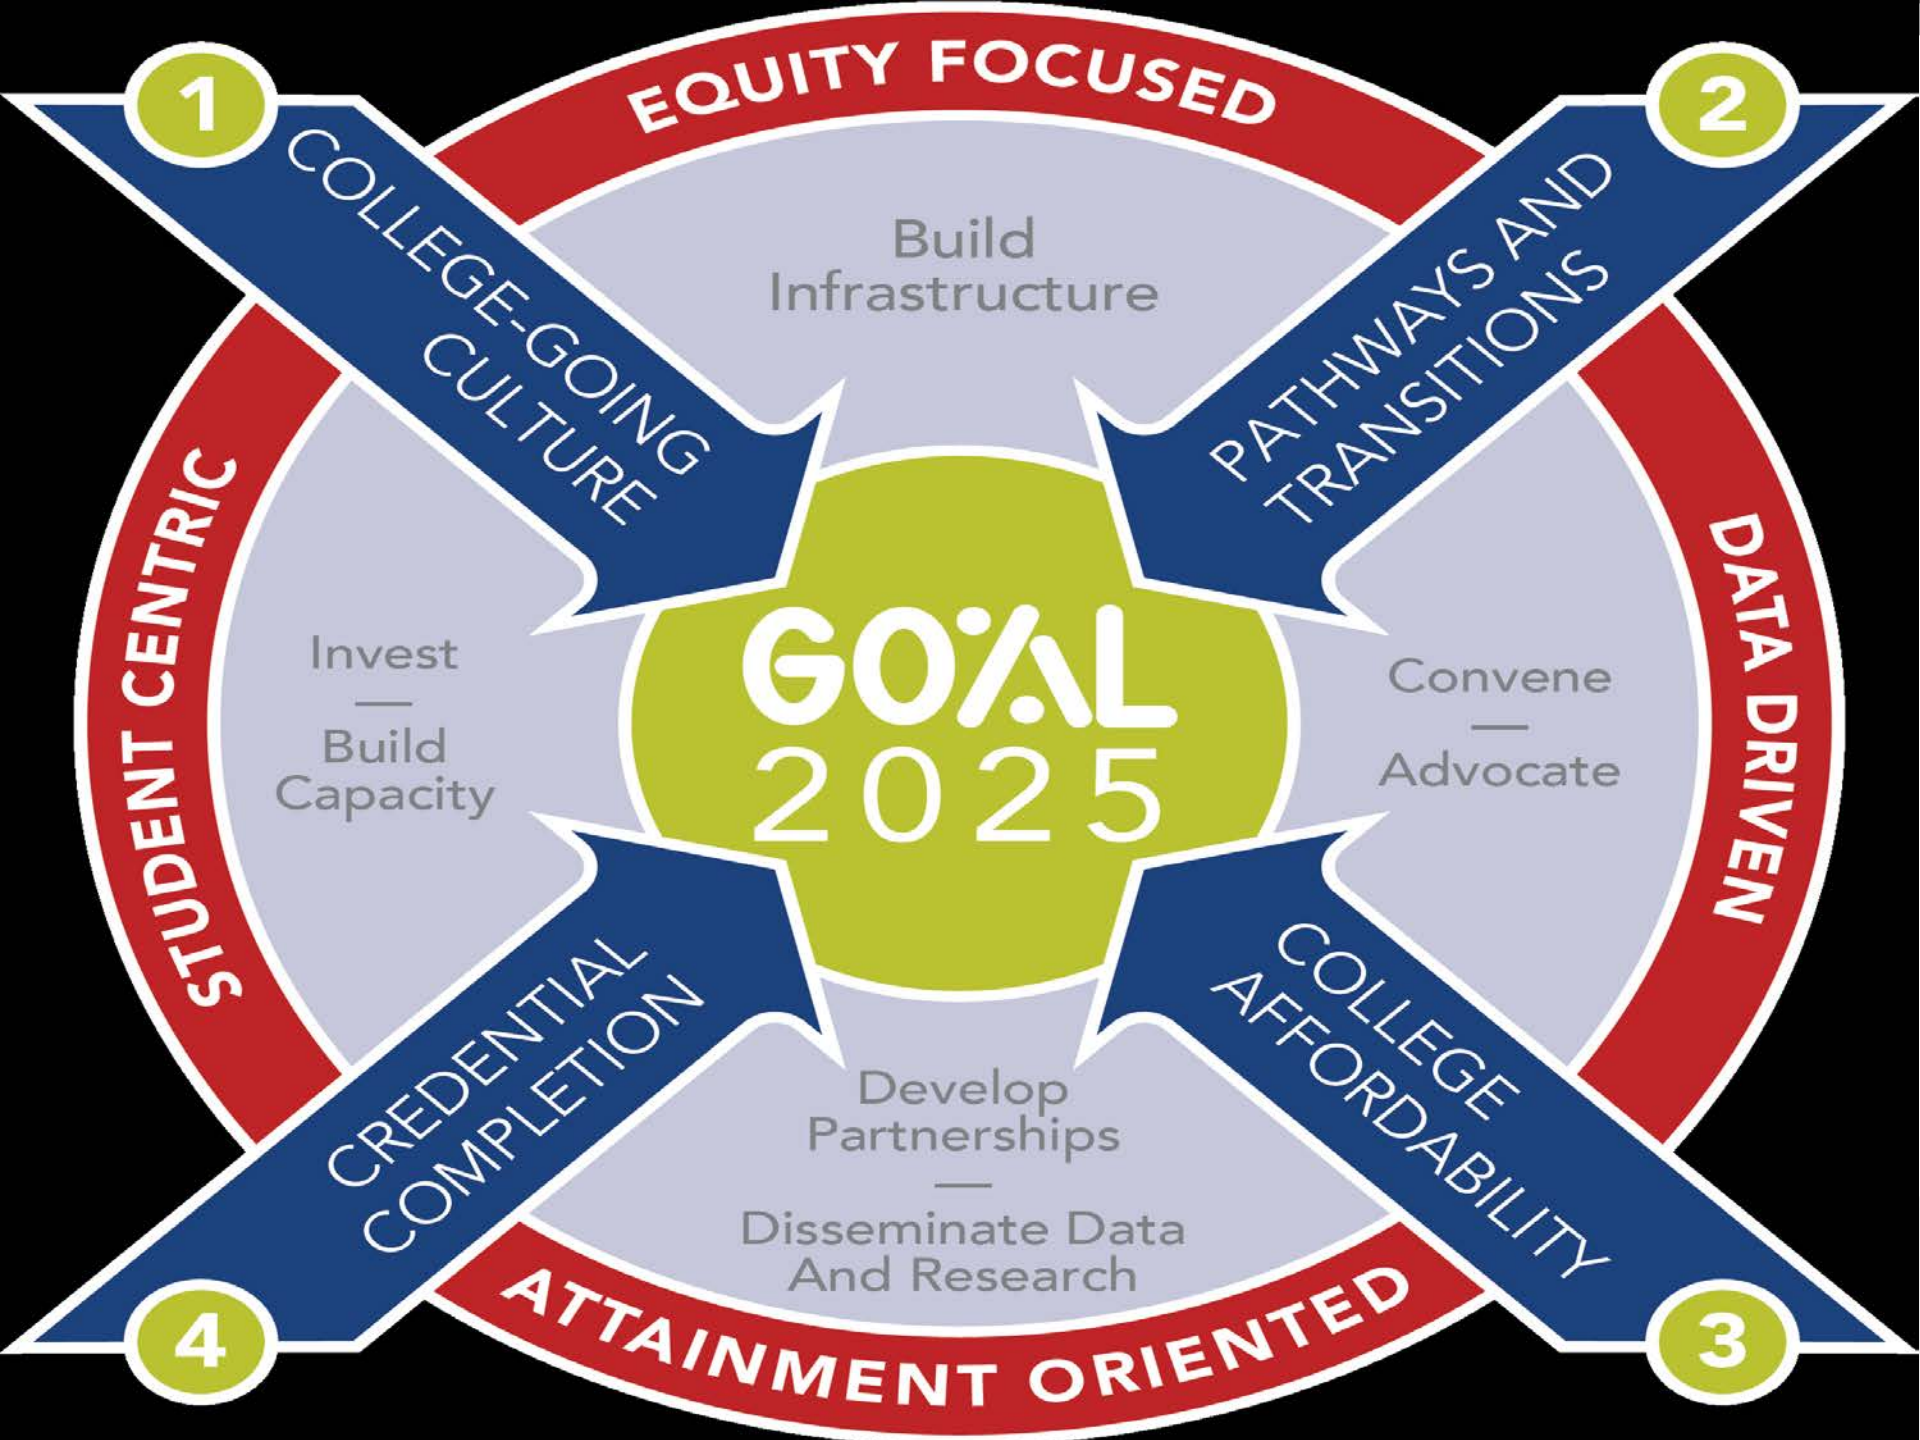 EQUITY FOCUSED
1
COLLEGE-GOING
CULTURE
2
PATHWAYS AND
TRANSITIONS
Build
Infrastructure
STUDENT CENTRIC
Invest
Build
Capacity
GOAL
2025
Convene
Advocate
DATA DRIVEN
CREDENTIAL
COMPLETION
4
Develop
Partnerships
Disseminate Data
And Research
COLLEGE
AFFORDABILITY
3
ATTAINMENT ORIENTED